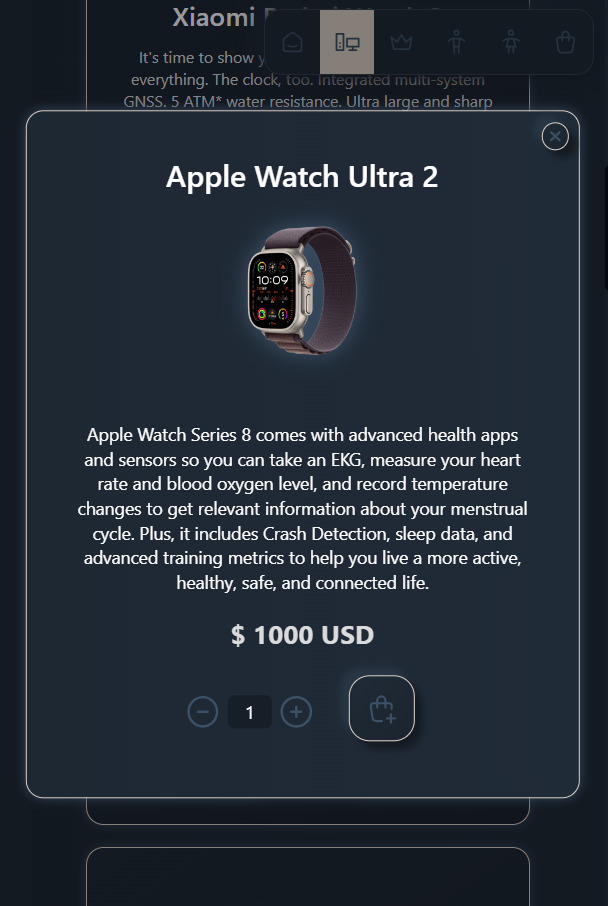 Xiaomi
It's time to show y
everything. The clock, too. Integrated multi-system
GNSS. 5 ATM* water resistance. Ultra large and sharp
Apple Watch Ultra 2
10:09
Apple Watch Series 8 comes with advanced health apps
and sensors so you can take an EKG, measure your heart
rate and blood oxygen level, and record temperature
changes to get relevant information about your menstrual
cycle. Plus, it includes Crash Detection, sleep data, and
advanced training metrics to help you live a more active,
healthy, safe, and connected life.
$ 1000 USD
1